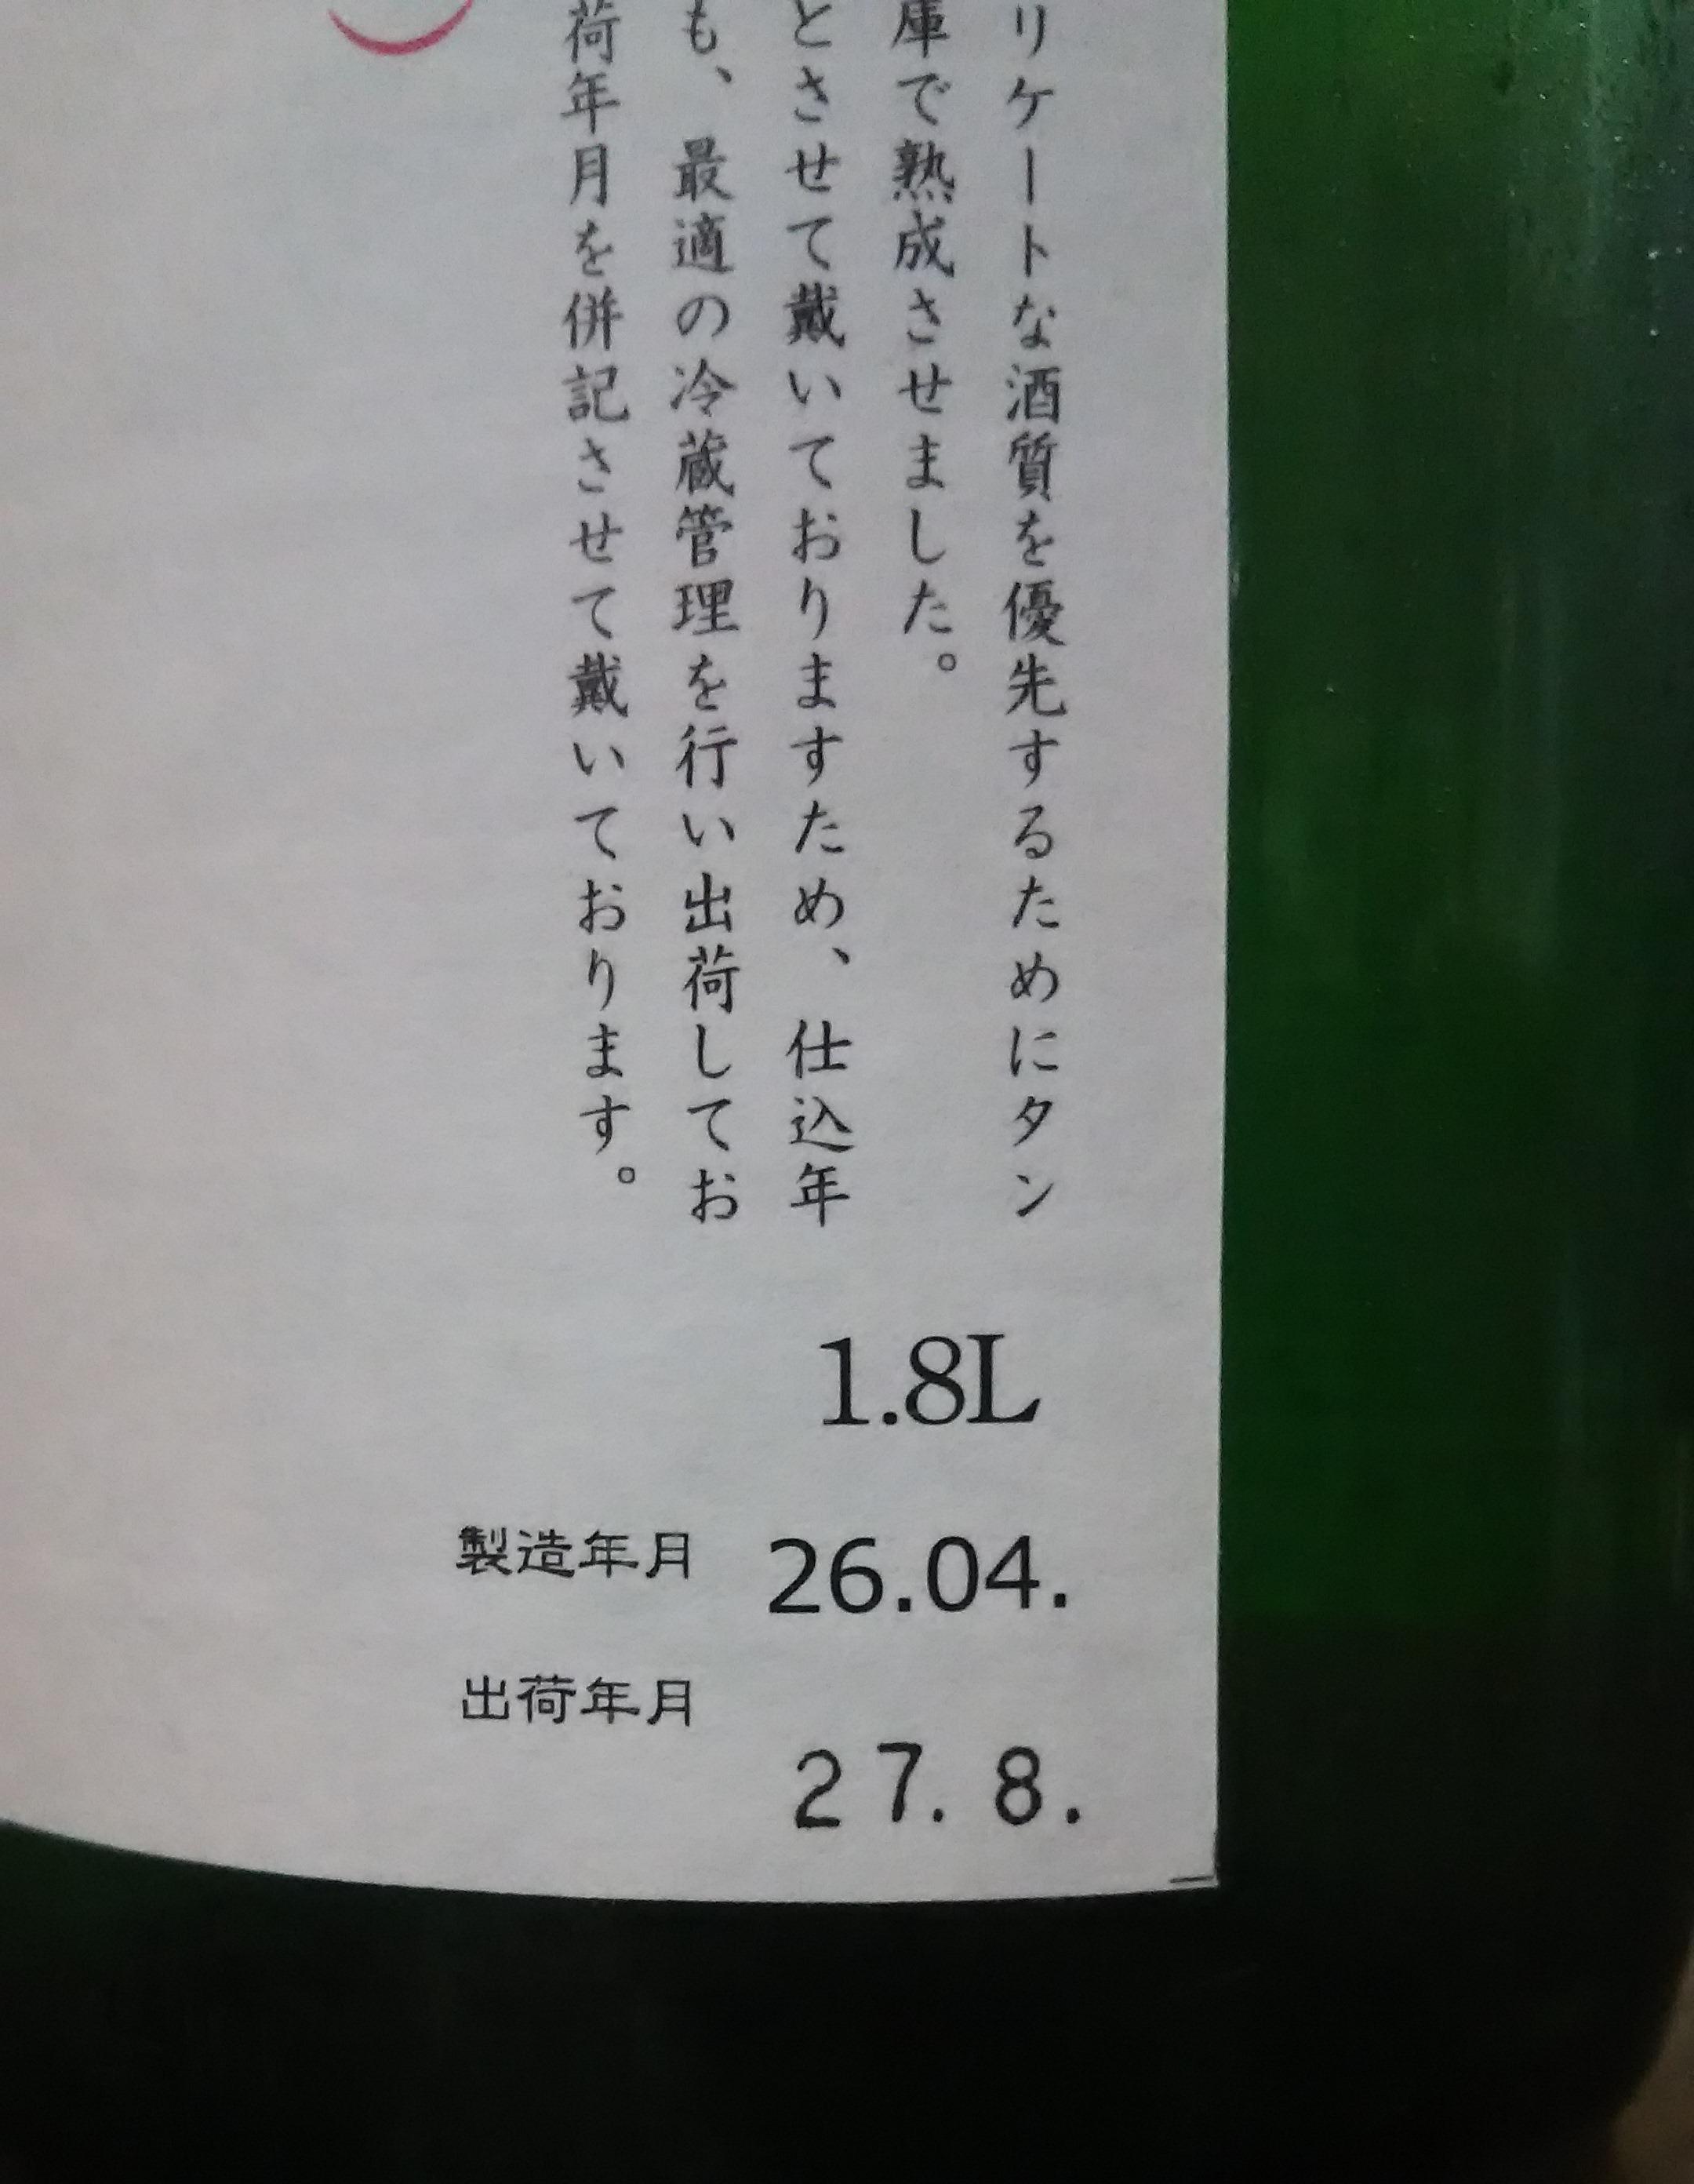 リケートな酒質を優先するためにタン
庫で熟成させました。
とさせて戴いておりますため、仕込年
も、最適の冷蔵管理を行い出荷してお
荷年月を併記させて戴いております。
1.8L
製造年月 26.04.
出荷年月
27. 8.